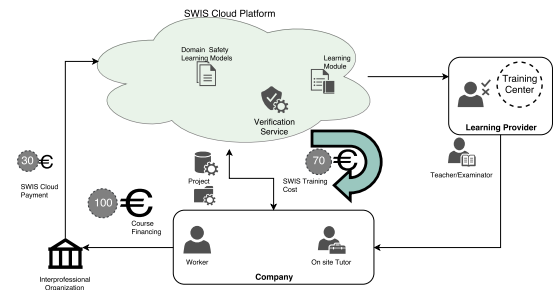 SWIS Cloud Platform
Domain Safety
Learning Models
Learning
Module
Verification
Service
Training
Center
Learning Provider
Teacher/Examinator
30 €
SWIS Cloud
Payment
100 €
Course
Financing
Project
70 €
SWIS Training
Cost
Worker
On site Tutor
Company
Interprofessional
Organization